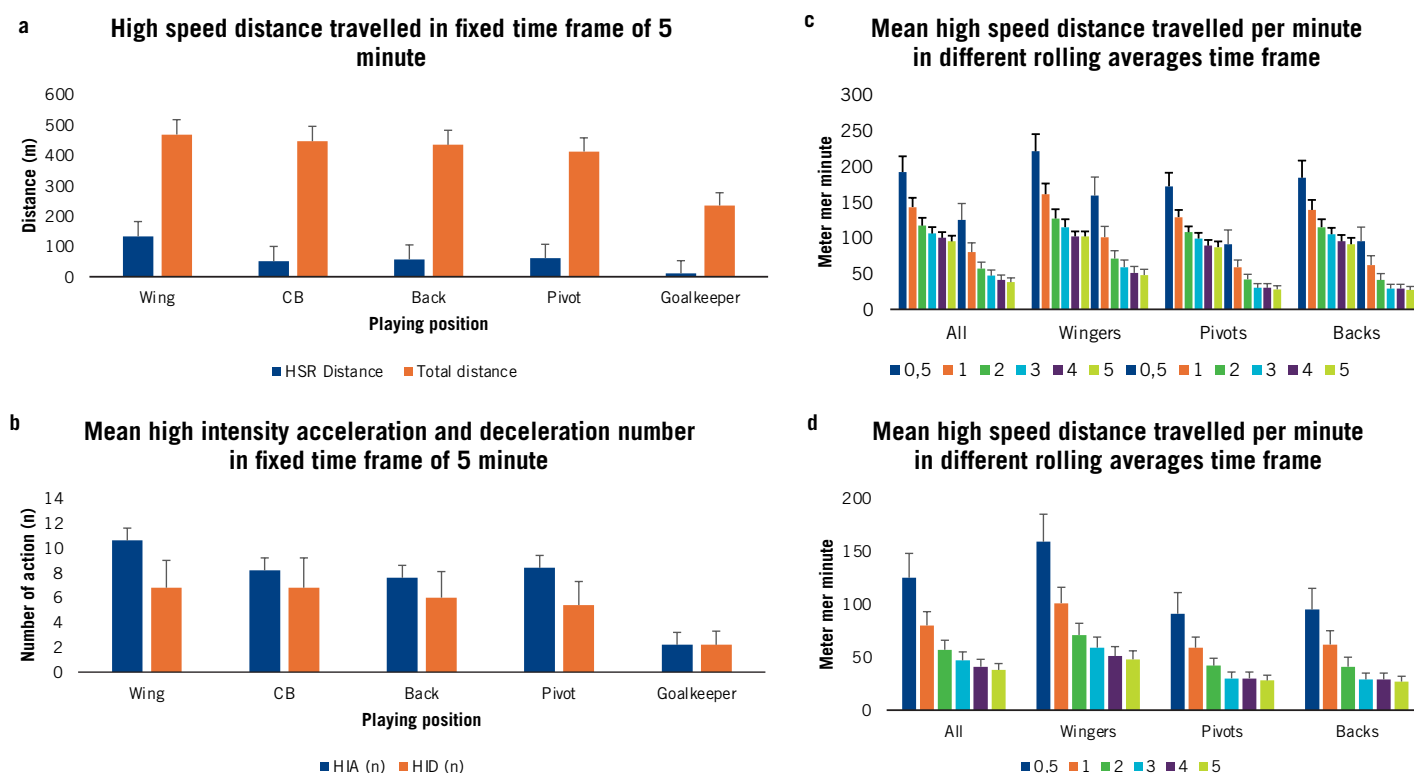 a
High speed distance travelled in fixed time frame of 5
minute
600
500
400
300
200
100
0
Distance (m)
Wing CB Back Pivot Goalkeeper
Playing position
HSR Distance Total distance
b
Mean high intensity acceleration and deceleration number
in fixed time frame of 5 minute
14
12
10
8
6
4
2
0
Number of action (n)
Wing CB Back Pivot Goalkeeper
Playing position
HIA (n) HID (n)
c
Mean high speed distance travelled per minute
in different rolling averages time frame
300
250
200
150
100
50
0
Meter mer minute
All Wingers Pivots Backs
0,5 1 2 3 4 5 0,5 1 2 3 4 5
d
Mean high speed distance travelled per minute
in different rolling averages time frame
200
150
100
50
0
Meter mer minute
All Wingers Pivots Backs
0,5 1 2 3 4 5